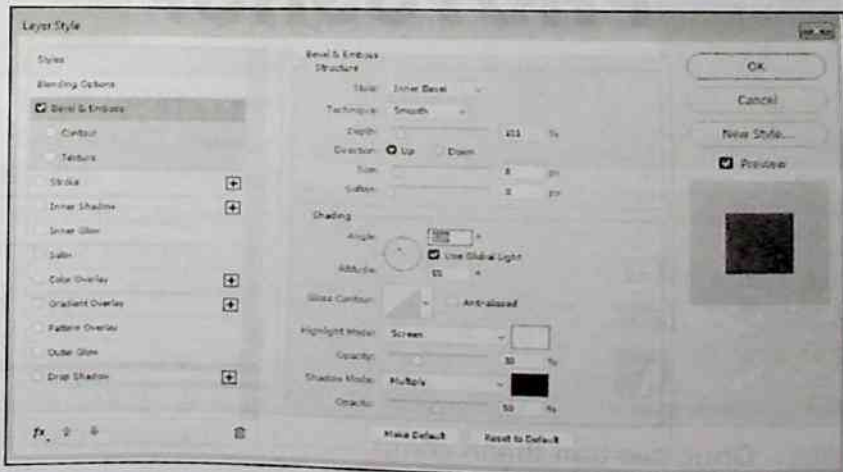 Layer Style
Styles
Blending Options
Bevel & Emboss
Contour
Texture
Stroke
Inner Shadow
Inner Glow
Satin
Color Overlay
Gradient Overlay
Pattern Overlay
Outer Glow
Drop Shadow
fx
Bevel & Emboss
Structure
Style: Inner Bevel
Technique: Smooth
Depth: %
Direction: Up Down
Size: px
Soften: px
Shading
Angle: °
Use Global Light
Altitude: °
Gloss Contour: Anti-aliased
Highlight Mode: Screen
Opacity: 50 %
Shadow Mode: Multiply
Opacity: 50 %
Make Default Reset to Default
OK
Cancel
New Style...
Preview